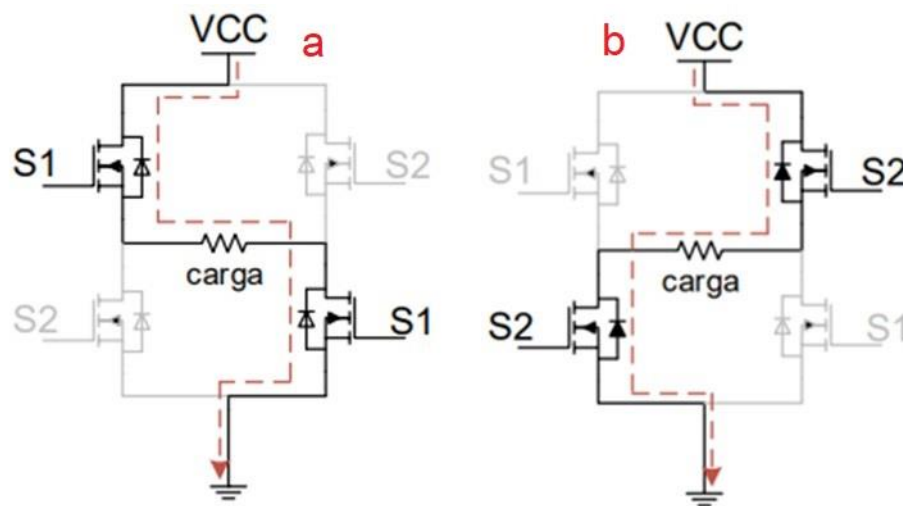 VCC a
S1 S2
carga
S2 S1
VCC b
S1 S2
carga
S2 S1